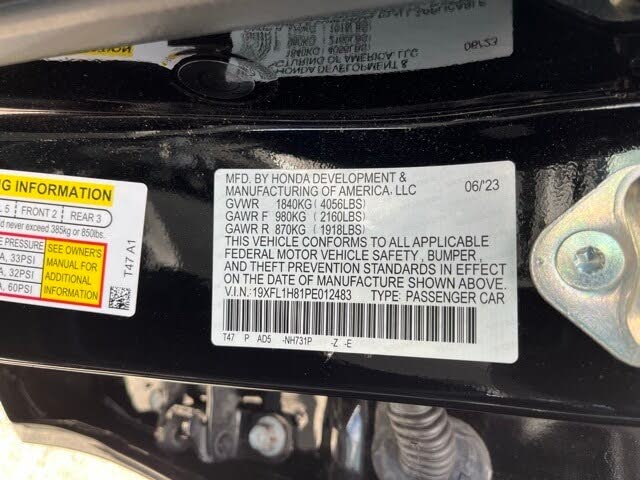 NG INFORMATION
L 5 FRONT 2 REAR 3
d never exceed 385kg or 850lbs.
E PRESSURE
A, 33PSI
A, 32PSI
A, 60PSI
SEE OWNER'S
MANUAL FOR
ADDITIONAL
INFORMATION
T47 A1
MFD. BY HONDA DEVELOPMENT &
MANUFACTURING OF AMERICA, LLC 06/'23
GVWR 1840KG (4056LBS)
GAWR F 980KG (2160LBS)
GAWR R 870KG (1918LBS)
THIS VEHICLE CONFORMS TO ALL APPLICABLE
FEDERAL MOTOR VEHICLE SAFETY, BUMPER,
AND THEFT PREVENTION STANDARDS IN EFFECT
ON THE DATE OF MANUFACTURE SHOWN ABOVE.
V.I.N.: 19XFL1H81PE012483 TYPE: PASSENGER CAR
T47 P AD5 -NH731P -Z -E